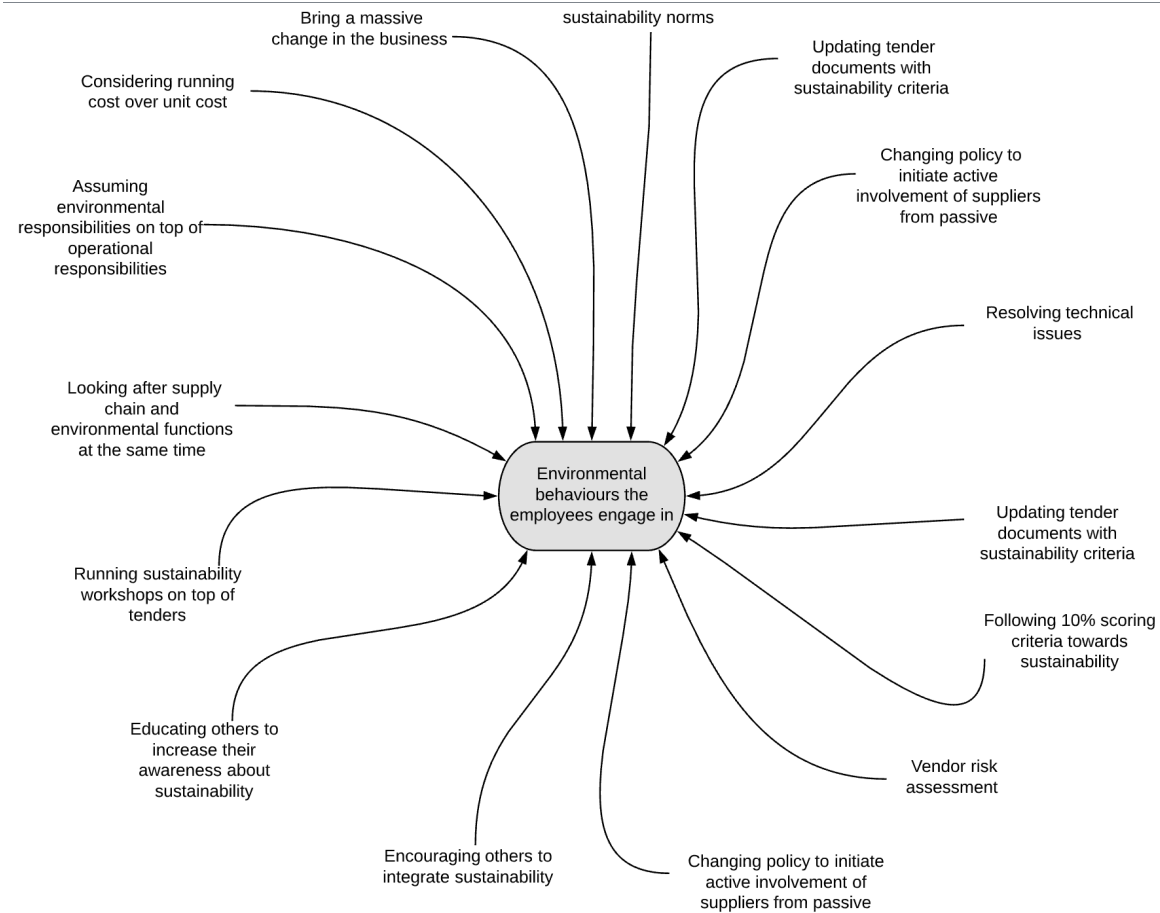 Bring a massive
change in the business
sustainability norms
Updating tender
documents with
sustainability criteria
Considering running
cost over unit cost
Changing policy to
initiate active
involvement of suppliers
from passive
Assuming
environmental
responsibilities on top of
operational
responsibilities
Resolving technical
issues
Looking after supply
chain and
environmental functions
at the same time
Environmental
behaviours the
employees engage in
Updating tender
documents with
sustainability criteria
Running sustainability
workshops on top of
tenders
Following 10% scoring
criteria towards
sustainability
Educating others to
increase their
awareness about
sustainability
Vendor risk
assessment
Encouraging others to
integrate sustainability
Changing policy to initiate
active involvement of
suppliers from passive